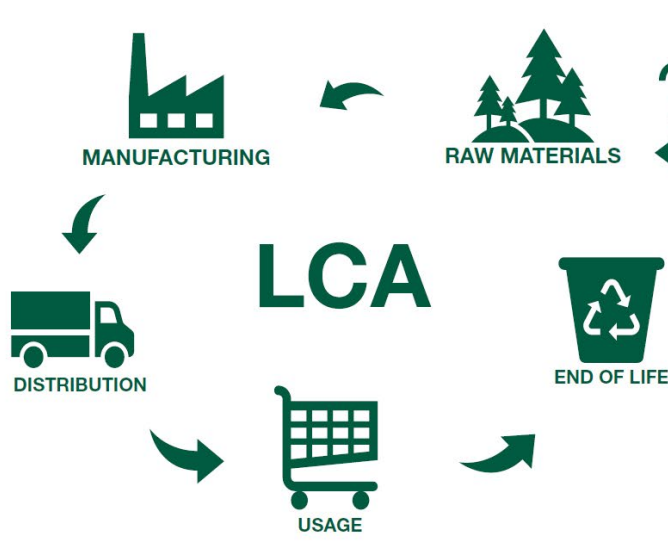 MANUFACTURING
RAW MATERIALS
LCA
DISTRIBUTION
END OF LIFE
USAGE